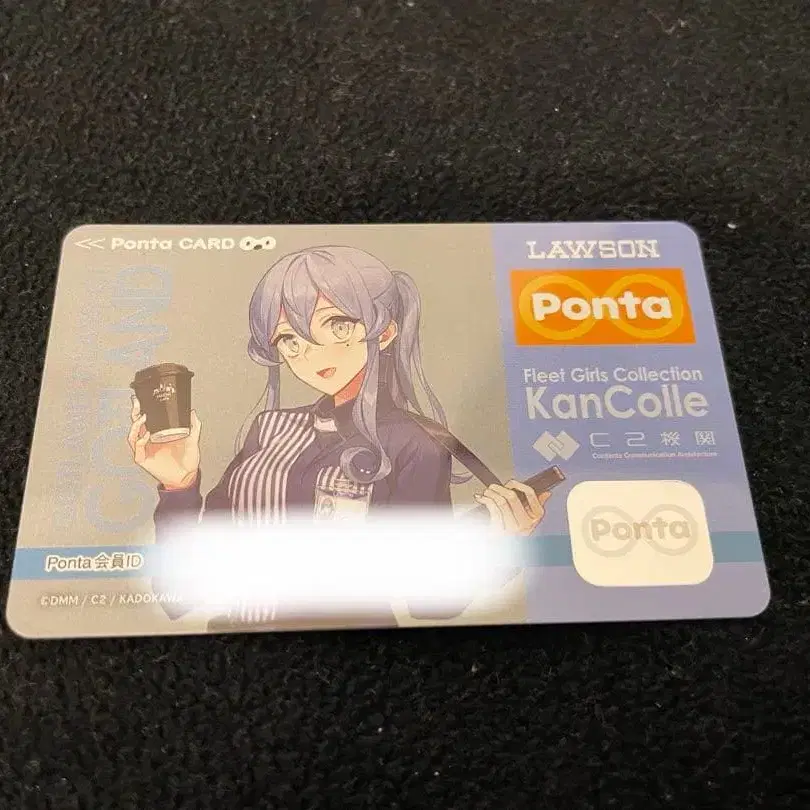 << Ponta CARD
LAWSON
Ponta
Fleet Girls Collection
KanColle
C2機関
Contents Communication Architecture
Ponta
GOTLAND
Ponta会員ID
©DMM / C2 / KADOKAWA